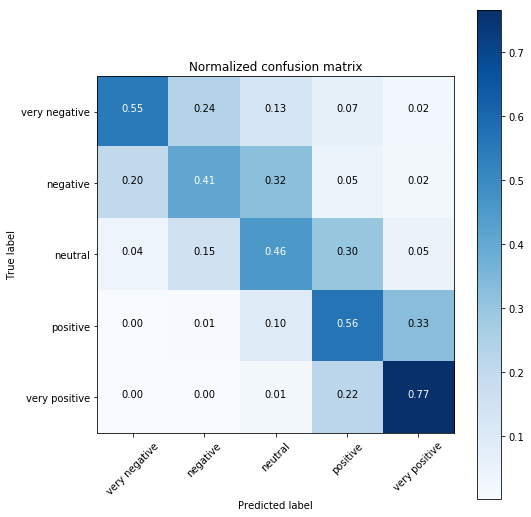 Normalized confusion matrix
very negative 0.55 0.24 0.13 0.07 0.02
negative 0.20 0.41 0.32 0.05 0.02
neutral 0.04 0.15 0.46 0.30 0.05
positive 0.00 0.01 0.10 0.56 0.33
very positive 0.00 0.00 0.01 0.22 0.77
True label
very negative negative neutral positive very positive
Predicted label
0.7
0.6
0.5
0.4
0.3
0.2
0.1